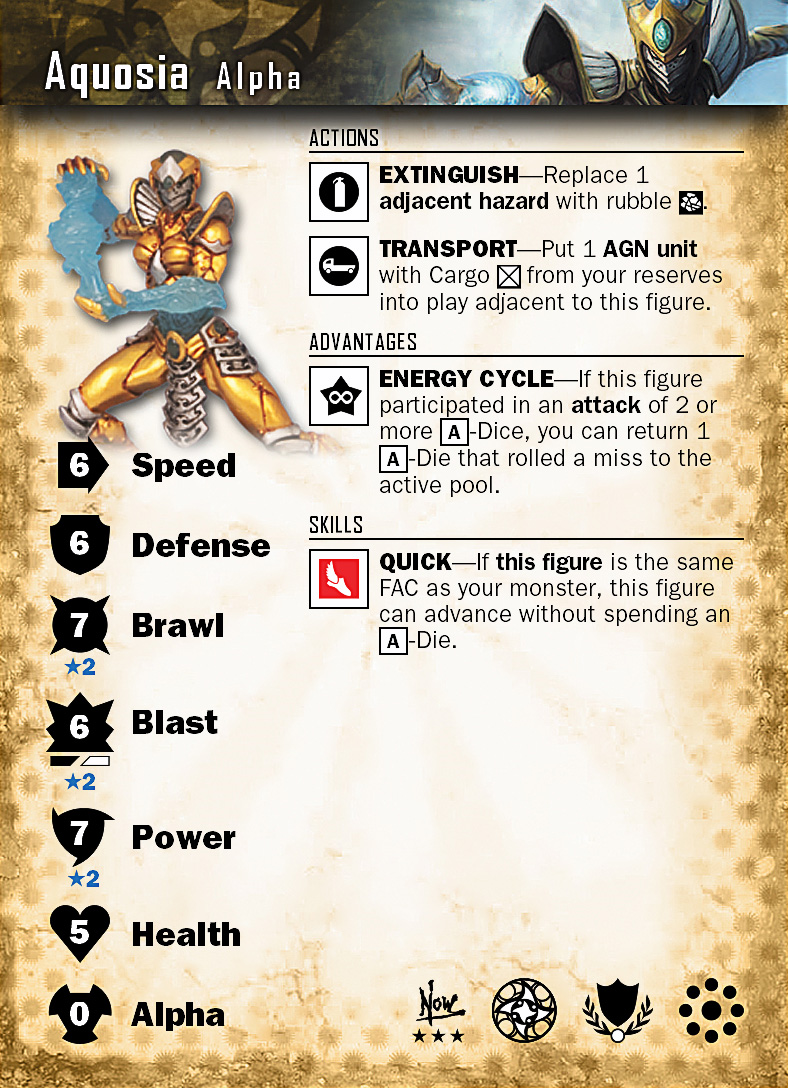 Aquosia Alpha
ACTIONS
EXTINGUISH—Replace 1
adjacent hazard with rubble .
TRANSPORT—Put 1 AGN unit
with Cargo from your reserves
into play adjacent to this figure.
ADVANTAGES
ENERGY CYCLE—If this figure
participated in an attack of 2 or
more A-Dice, you can return 1
A-Die that rolled a miss to the
active pool.
SKILLS
QUICK—If this figure is the same
FAC as your monster, this figure
can advance without spending an
A-Die.
6 Speed
6 Defense
7 Brawl
★2
6 Blast
★2
7 Power
★2
5 Health
0 Alpha
Now
★★★